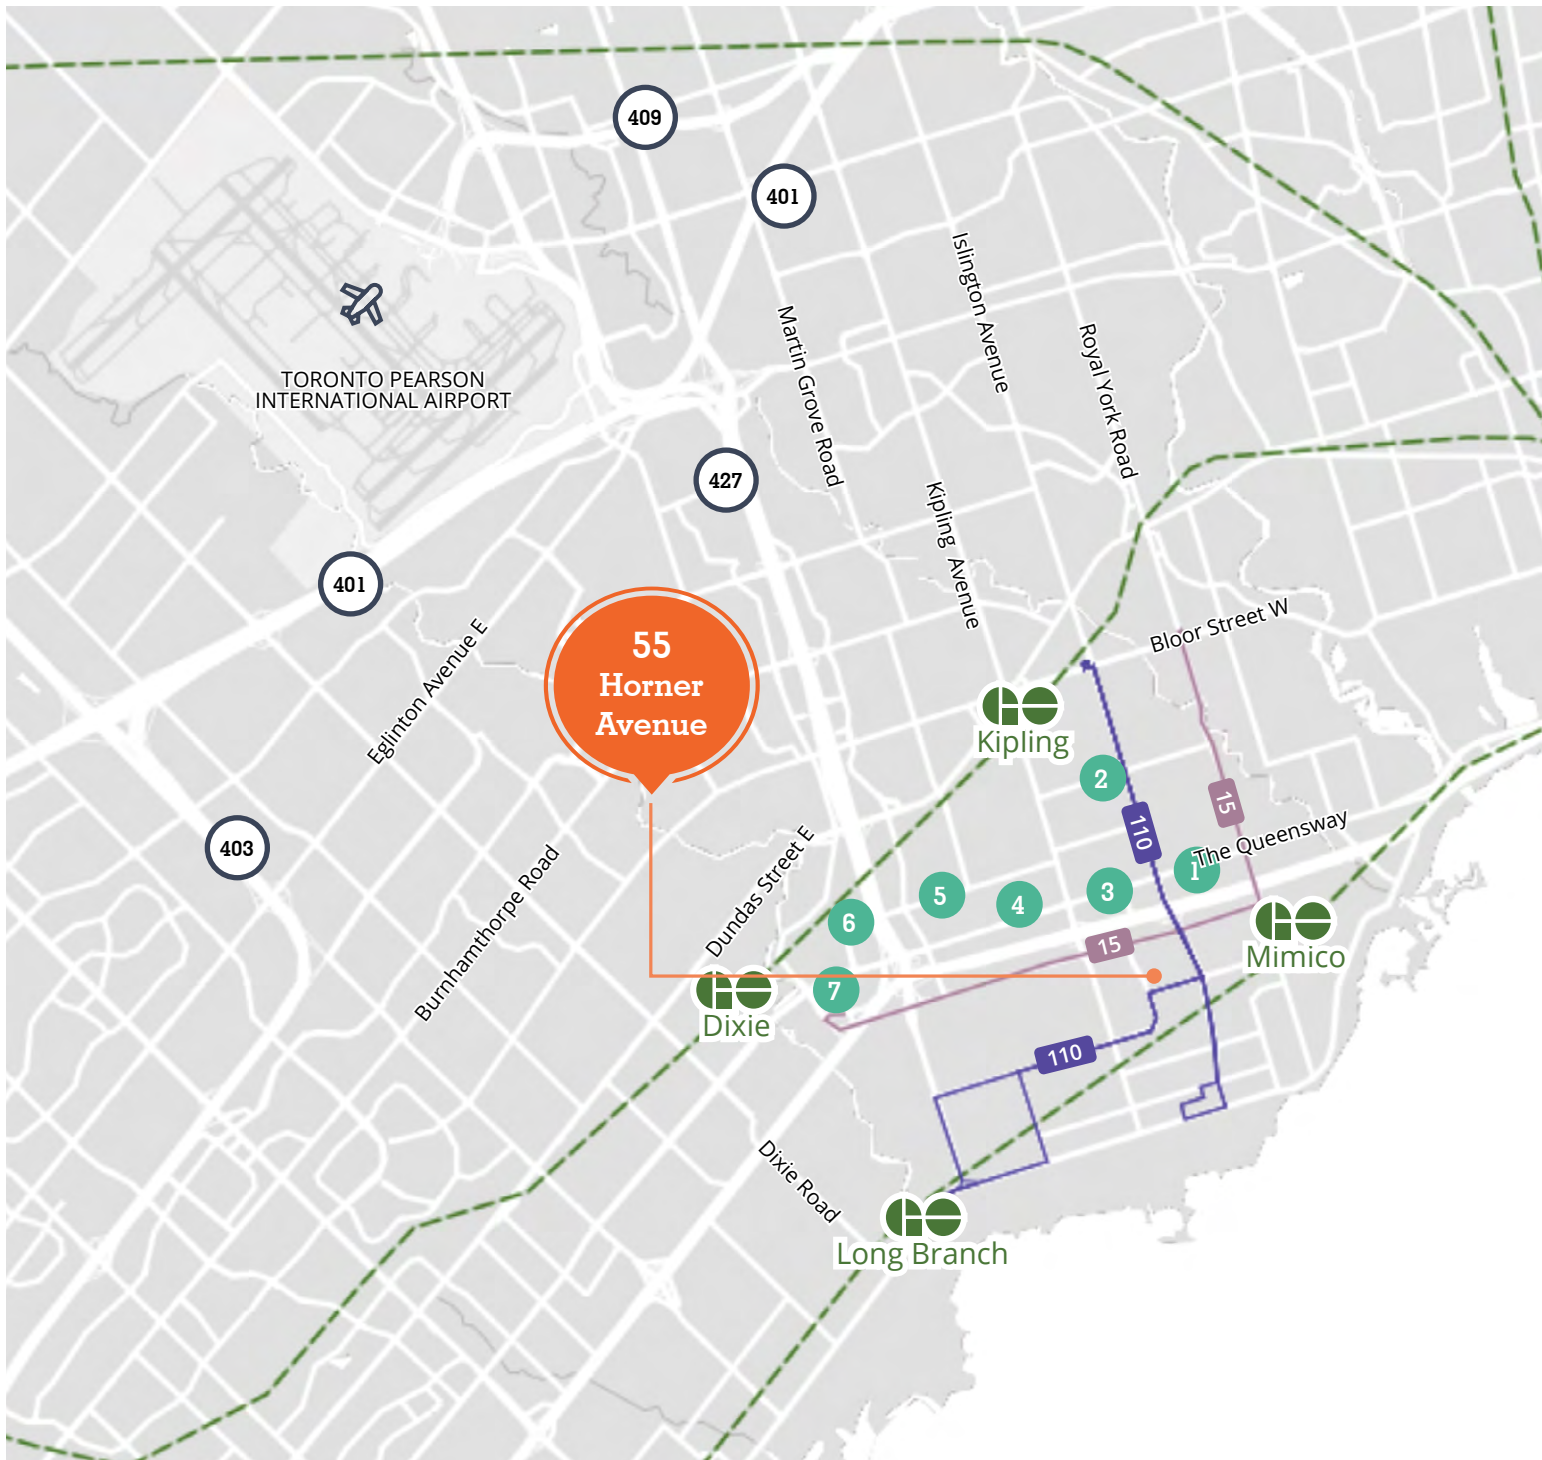 409
401
Islington Avenue
Martin Grove Road
Royal York Road
TORONTO PEARSON
INTERNATIONAL AIRPORT
427
Kipling Avenue
401
Eglinton Avenue E
55
Horner
Avenue
Bloor Street W
Kipling
2
110
15
The Queensway
403
Burnhamthorpe Road
Dundas Street E
1
3
5
4
6
15
Mimico
7
Dixie
110
Dixie Road
Long Branch